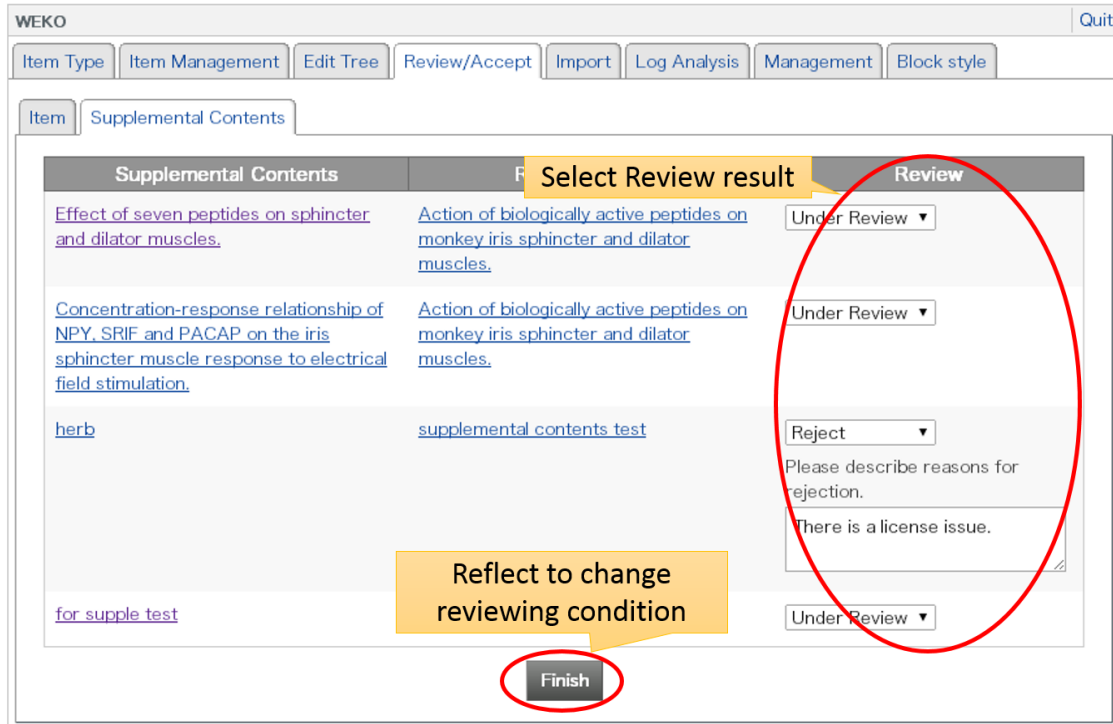 WEKO
Quit
Item Type
Item Management
Edit Tree
Review/Accept
Import
Log Analysis
Management
Block style
Item
Supplemental Contents
Supplemental Contents
R
Select Review result
Review
Effect of seven peptides on sphincter
and dilator muscles.
Action of biologically active peptides on
monkey iris sphincter and dilator
muscles.
Under Review ▼
Concentration-response relationship of
NPY, SRIF and PACAP on the iris
sphincter muscle response to electrical
field stimulation.
Action of biologically active peptides on
monkey iris sphincter and dilator
muscles.
Under Review ▼
herb
supplemental contents test
Reject ▼
Please describe reasons for
rejection.
There is a license issue.
Reflect to change
reviewing condition
for supple test
Under Review ▼
Finish